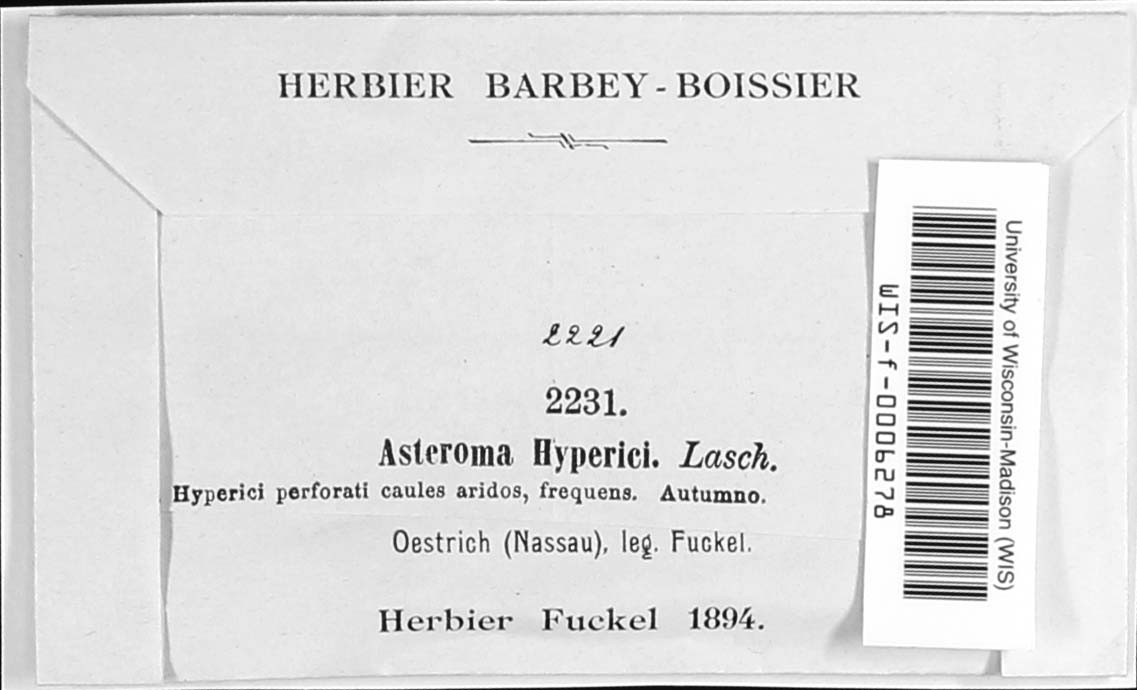 HERBIER BARBEY-BOISSIER
2221
2231.
Asteroma Hyperici. Lasch.
Hyperici perforati caules aridos, frequens. Autumno.
Oestrich (Nassau), leg. Fuckel.
Herbier Fuckel 1894.
University of Wisconsin-Madison (WIS)
WIS-f-0006278